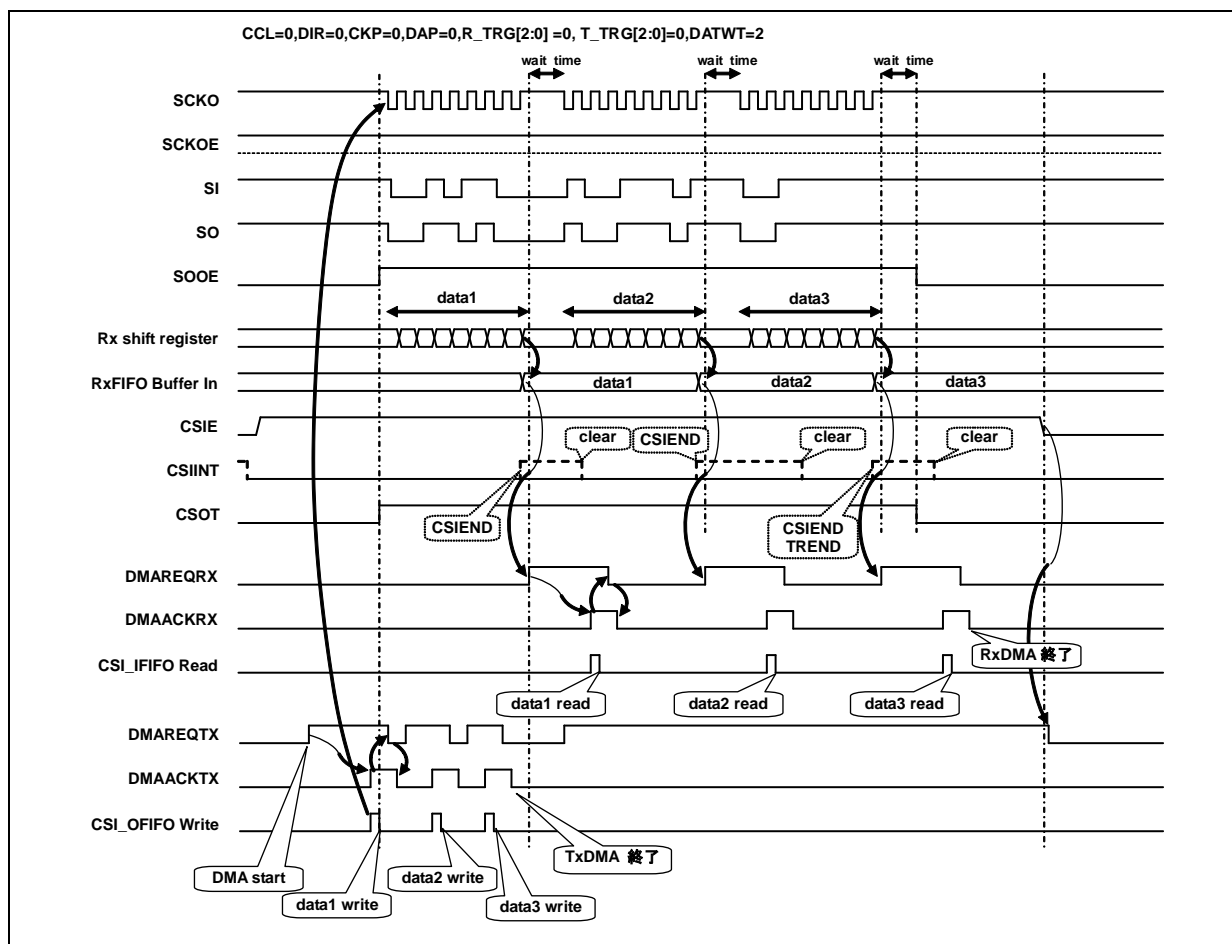 CCL=0,DIR=0,CKP=0,DAP=0,R_TRG[2:0] =0, T_TRG[2:0]=0,DATWT=2
wait time
wait time
wait time
SCKO
SCKOE
SI
SO
SOOE
data1
data2
data3
Rx shift register
RxFIFO Buffer In
data1
data2
data3
CSIE
clear
CSIEND
clear
clear
CSIINT
CSOT
CSIEND
CSIEND
TREND
DMAREQRX
DMAACKRX
RxDMA 終了
CSI_IFIFO Read
data1 read
data2 read
data3 read
DMAREQTX
DMAACKTX
CSI_OFIFO Write
TxDMA 終了
DMA start
data2 write
data1 write
data3 write